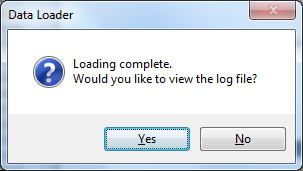 Data Loader
Loading complete.
Would you like to view the log file?
Yes
No